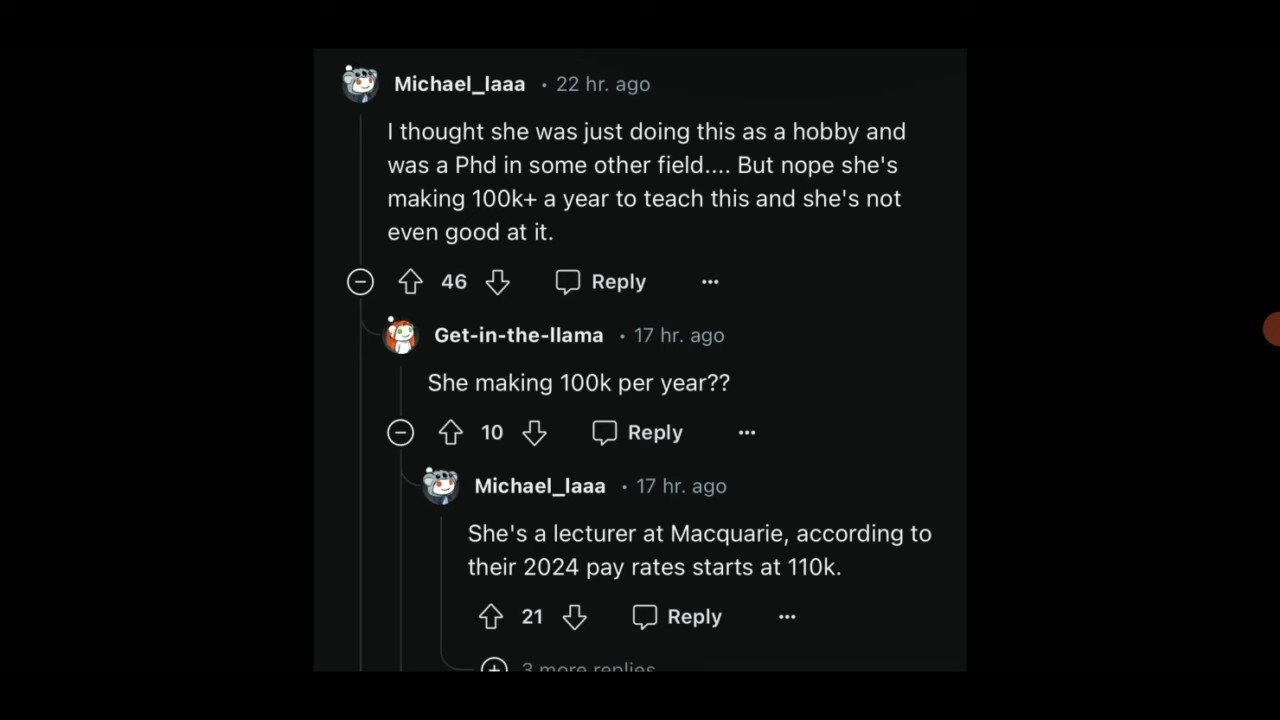 Michael_laaa • 22 hr. ago
I thought she was just doing this as a hobby and
was a Phd in some other field.... But nope she's
making 100k+ a year to teach this and she's not
even good at it.
46 Reply ...
Get-in-the-llama • 17 hr. ago
She making 100k per year??
10 Reply ...
Michael_laaa • 17 hr. ago
She's a lecturer at Macquarie, according to
their 2024 pay rates starts at 110k.
21 Reply ...
3 more replies